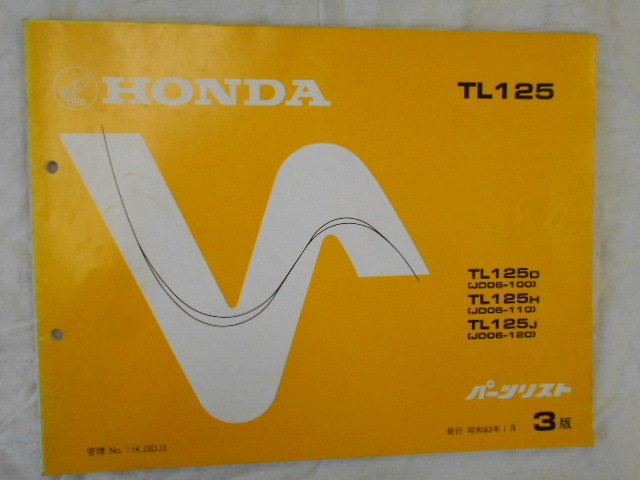 HONDA
TL125
TL125D
(JD06-100)
TL125H
(JD06-110)
TL125J
(JD06-120)
パーツリスト
発行 昭和63年1月 3版
管理 No. 11KJ3DJ3